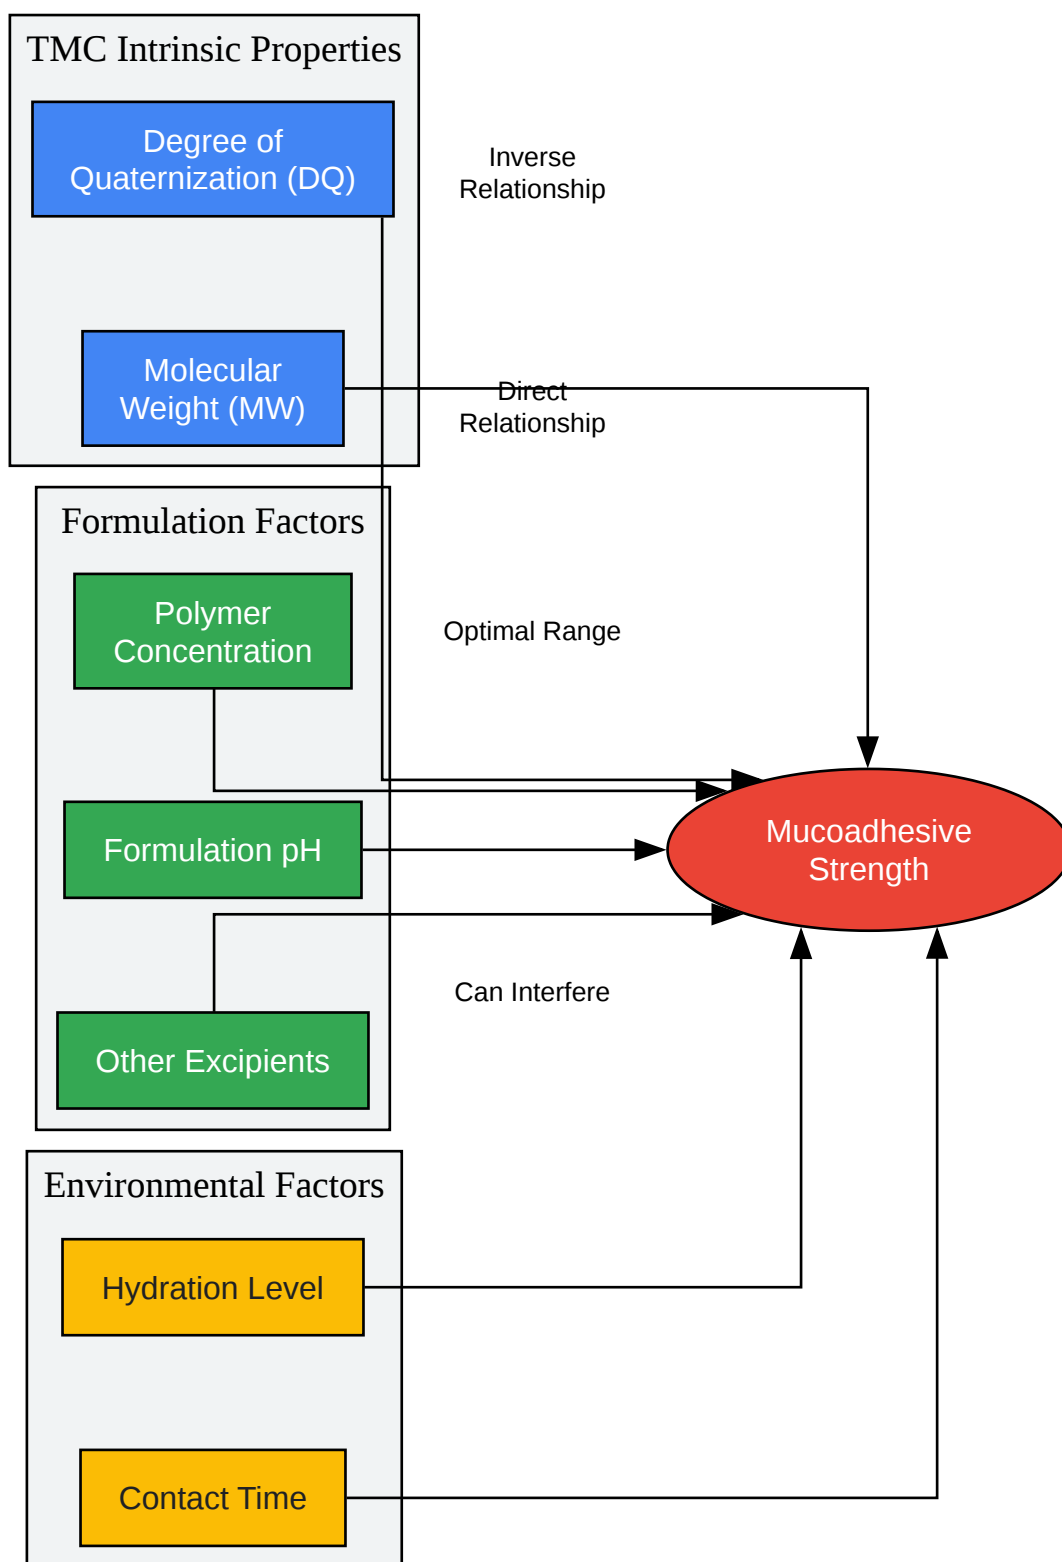 TMC Intrinsic Properties
Degree of
Quaternization (DQ)
Inverse
Relationship
Molecular
Weight (MW)
Direct
Relationship
Formulation Factors
Polymer
Concentration
Optimal Range
Formulation pH
Mucoadhesive
Strength
Can Interfere
Other Excipients
Environmental Factors
Hydration Level
Contact Time